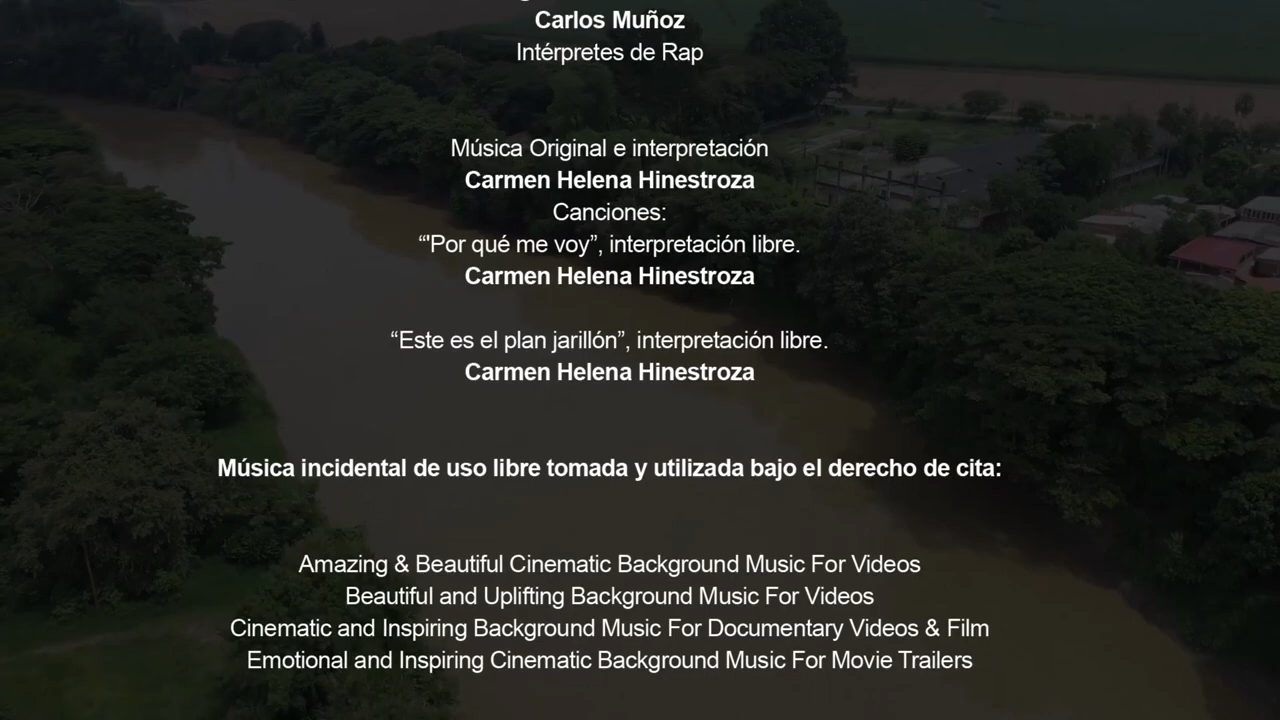 Carlos Muñoz
Intérpretes de Rap
Música Original e interpretación
Carmen Helena Hinestroza
Canciones:
“'Por qué me voy”, interpretación libre.
Carmen Helena Hinestroza
“Este es el plan jarillón”, interpretación libre.
Carmen Helena Hinestroza
Música incidental de uso libre tomada y utilizada bajo el derecho de cita:
Amazing & Beautiful Cinematic Background Music For Videos
Beautiful and Uplifting Background Music For Videos
Cinematic and Inspiring Background Music For Documentary Videos & Film
Emotional and Inspiring Cinematic Background Music For Movie Trailers